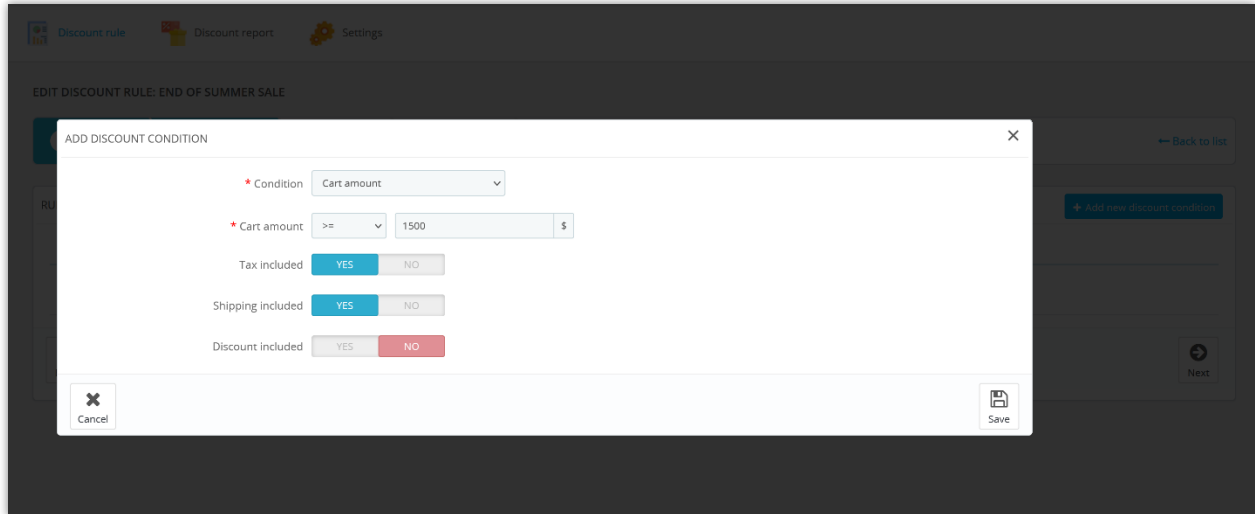 Discount rule Discount report Settings
EDIT DISCOUNT RULE: END OF SUMMER SALE
← Back to list
ADD DISCOUNT CONDITION
RU
+ Add new discount condition
* Condition Cart amount
* Cart amount >= 1500 $
Tax included YES NO
Shipping included YES NO
Discount included YES NO
Next
Cancel
Save